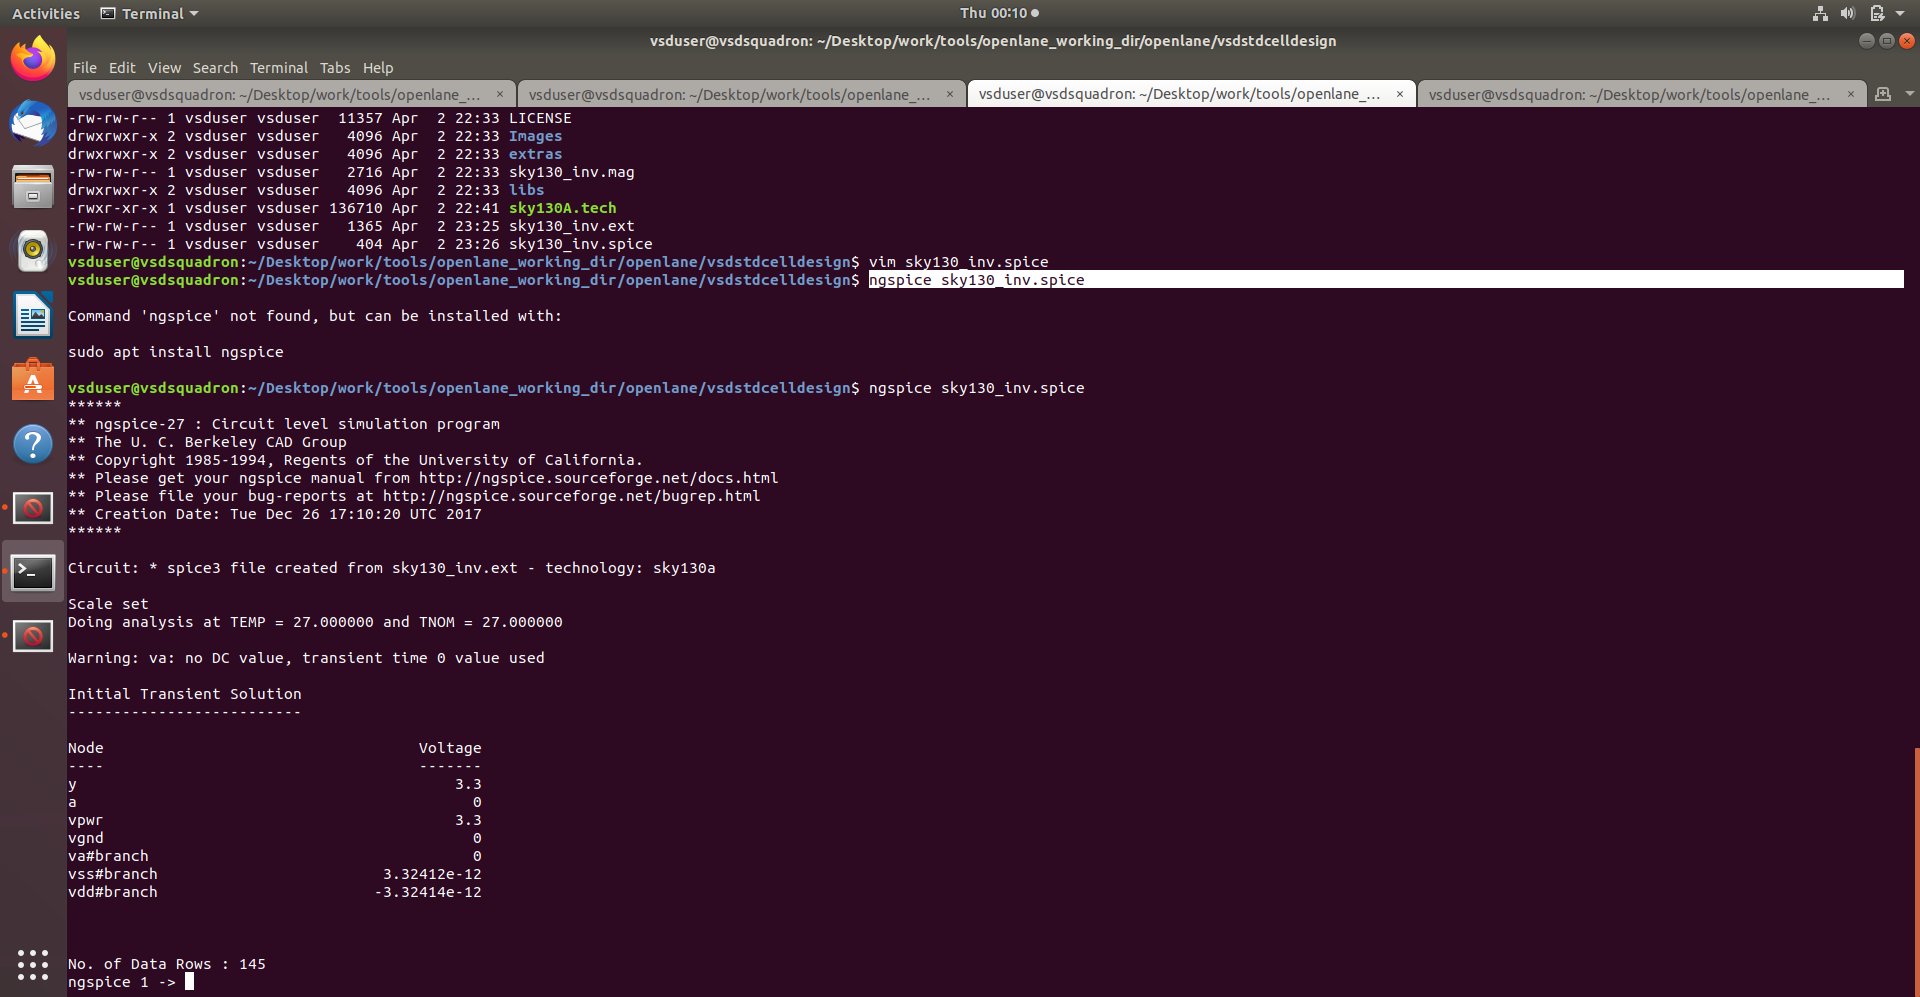 Activities Terminal Thu 00:10
vsduser@vsdsquadron: ~/Desktop/work/tools/openlane_working_dir/openlane/vsdstdcelldesign
File Edit View Search Terminal Tabs Help
vsduser@vsdsquadron: ~/Desktop/work/tools/openlane_... × vsduser@vsdsquadron: ~/Desktop/work/tools/openlane_... × vsduser@vsdsquadron: ~/Desktop/work/tools/openlane_... × vsduser@vsdsquadron: ~/Desktop/work/tools/openlane_... ×
-rw-rw-r-- 1 vsduser vsduser  11357 Apr  2 22:33 LICENSE
drwxrwxr-x 2 vsduser vsduser   4096 Apr  2 22:33 Images
drwxrwxr-x 2 vsduser vsduser   4096 Apr  2 22:33 extras
-rw-rw-r-- 1 vsduser vsduser   2716 Apr  2 22:33 sky130_inv.mag
drwxrwxr-x 2 vsduser vsduser   4096 Apr  2 22:33 libs
-rwxr-xr-x 1 vsduser vsduser 136710 Apr  2 22:41 sky130A.tech
-rw-rw-r-- 1 vsduser vsduser   1365 Apr  2 23:25 sky130_inv.ext
-rw-rw-r-- 1 vsduser vsduser    404 Apr  2 23:26 sky130_inv.spice
vsduser@vsdsquadron:~/Desktop/work/tools/openlane_working_dir/openlane/vsdstdcelldesign$ vim sky130_inv.spice
vsduser@vsdsquadron:~/Desktop/work/tools/openlane_working_dir/openlane/vsdstdcelldesign$ ngspice sky130_inv.spice
Command 'ngspice' not found, but can be installed with:
sudo apt install ngspice
vsduser@vsdsquadron:~/Desktop/work/tools/openlane_working_dir/openlane/vsdstdcelldesign$ ngspice sky130_inv.spice
******
** ngspice-27 : Circuit level simulation program
** The U. C. Berkeley CAD Group
** Copyright 1985-1994, Regents of the University of California.
** Please get your ngspice manual from http://ngspice.sourceforge.net/docs.html
** Please file your bug-reports at http://ngspice.sourceforge.net/bugrep.html
** Creation Date: Tue Dec 26 17:10:20 UTC 2017
******
Circuit: * spice3 file created from sky130_inv.ext - technology: sky130a
Scale set
Doing analysis at TEMP = 27.000000 and TNOM = 27.000000
Warning: va: no DC value, transient time 0 value used
Initial Transient Solution
--------------------------
Node                                   Voltage
----                                   -------
y                                          3.3
a                                            0
vpwr                                       3.3
vgnd                                         0
va#branch                                    0
vss#branch                         3.32412e-12
vdd#branch                        -3.32414e-12
No. of Data Rows : 145
ngspice 1 ->